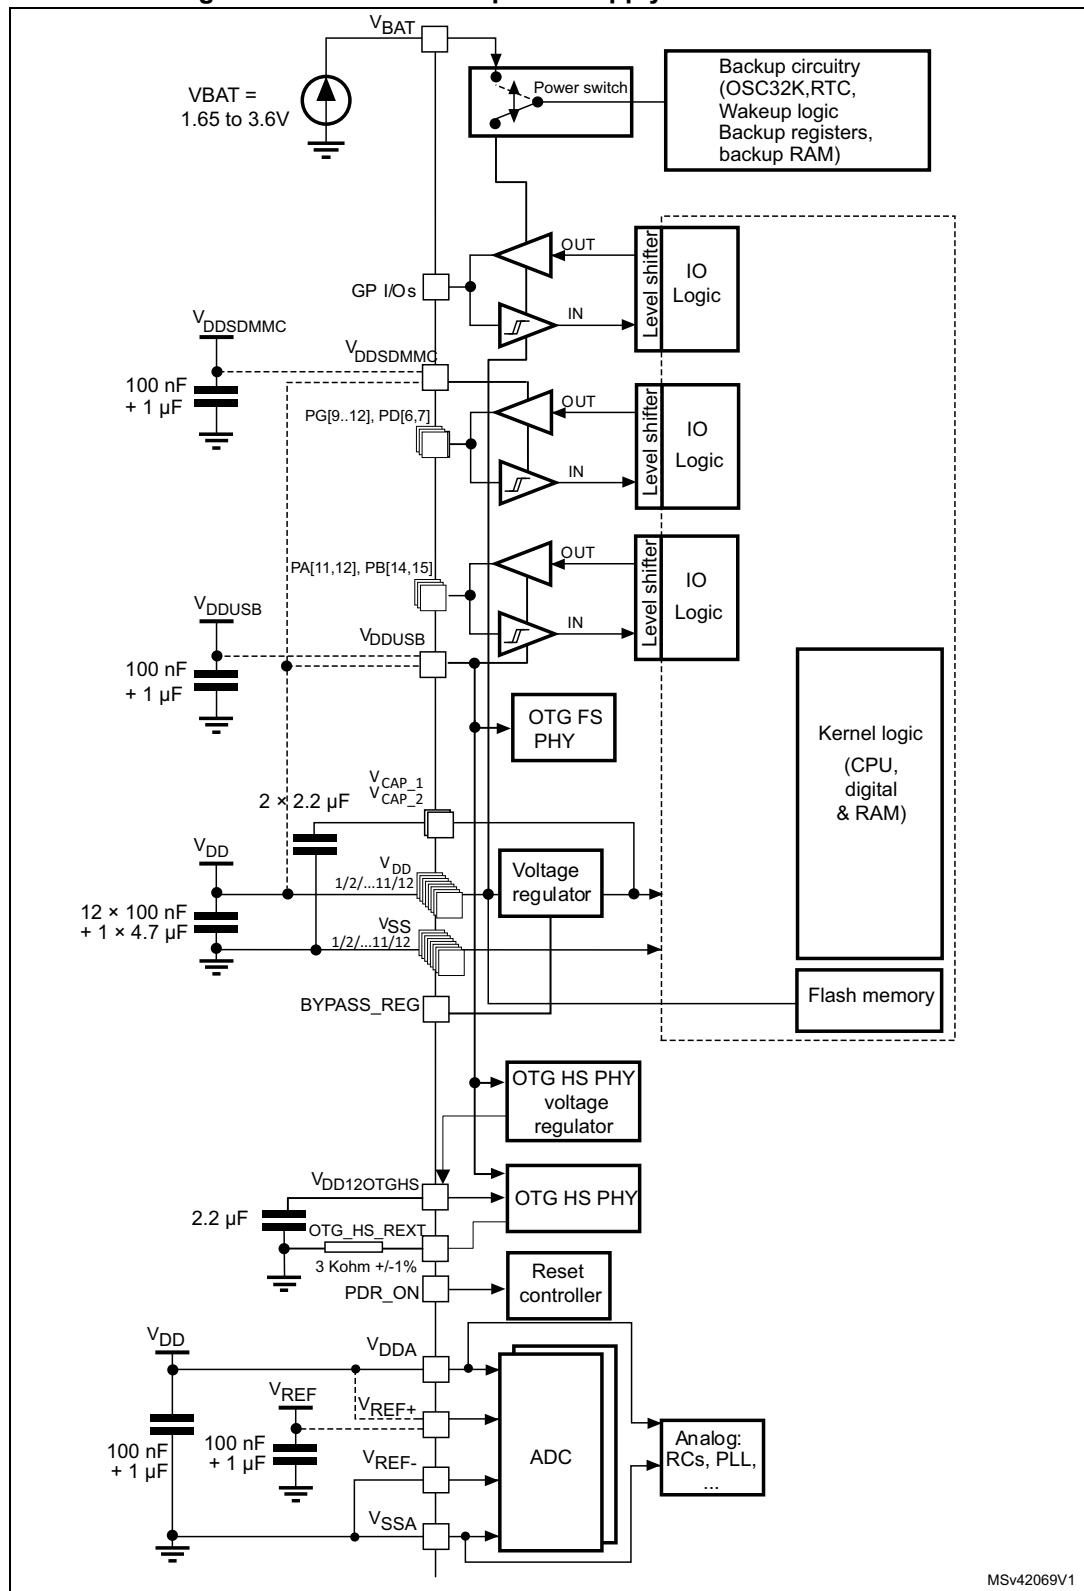 VBAT
VBAT =
1.65 to 3.6V
Power switch
Backup circuitry
(OSC32K,RTC,
Wakeup logic
Backup registers,
backup RAM)
GP I/Os
OUT
IN
Level shifter
IO
Logic
VDDSDMMC
100 nF
+ 1 µF
VDDSDMMC
PG[9..12], PD[6,7]
OUT
IN
Level shifter
IO
Logic
PA[11,12], PB[14,15]
OUT
IN
Level shifter
IO
Logic
VDDUSB
100 nF
+ 1 µF
VDDUSB
OTG FS
PHY
Kernel logic
(CPU,
digital
& RAM)
VCAP_1
VCAP_2
2 × 2.2 µF
VDD
12 × 100 nF
+ 1 × 4.7 µF
VDD
1/2/...11/12
Voltage
regulator
VSS
1/2/...11/12
BYPASS_REG
Flash memory
OTG HS PHY
voltage
regulator
VDD12OTGHS
2.2 µF
OTG HS PHY
OTG_HS_REXT
3 Kohm +/-1%
PDR_ON
Reset
controller
VDD
100 nF
+ 1 µF
VREF
100 nF
+ 1 µF
VDDA
VREF+
VREF-
VSSA
ADC
Analog:
RCs, PLL,
...
MSv42069V1